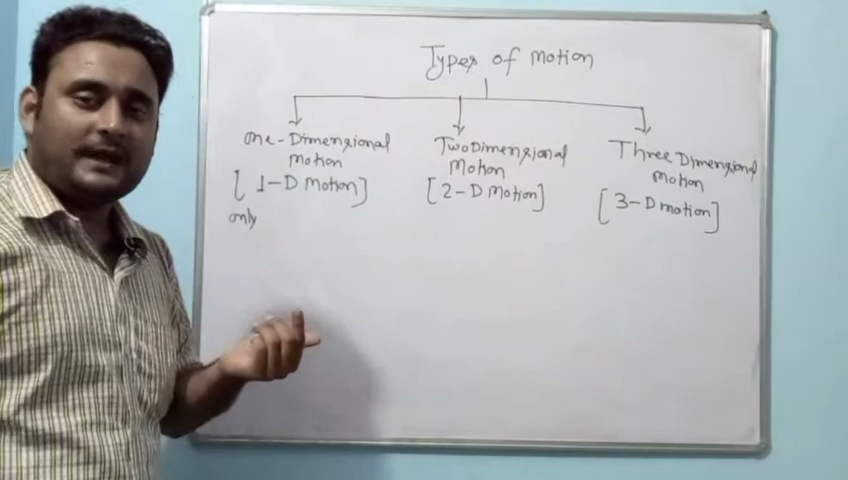 Types of motion
one-Dimensional
motion
[1-D Motion]
only
Two Dimensional
Motion
[2-D Motion]
Three Dimensional
Motion
[3-D motion]